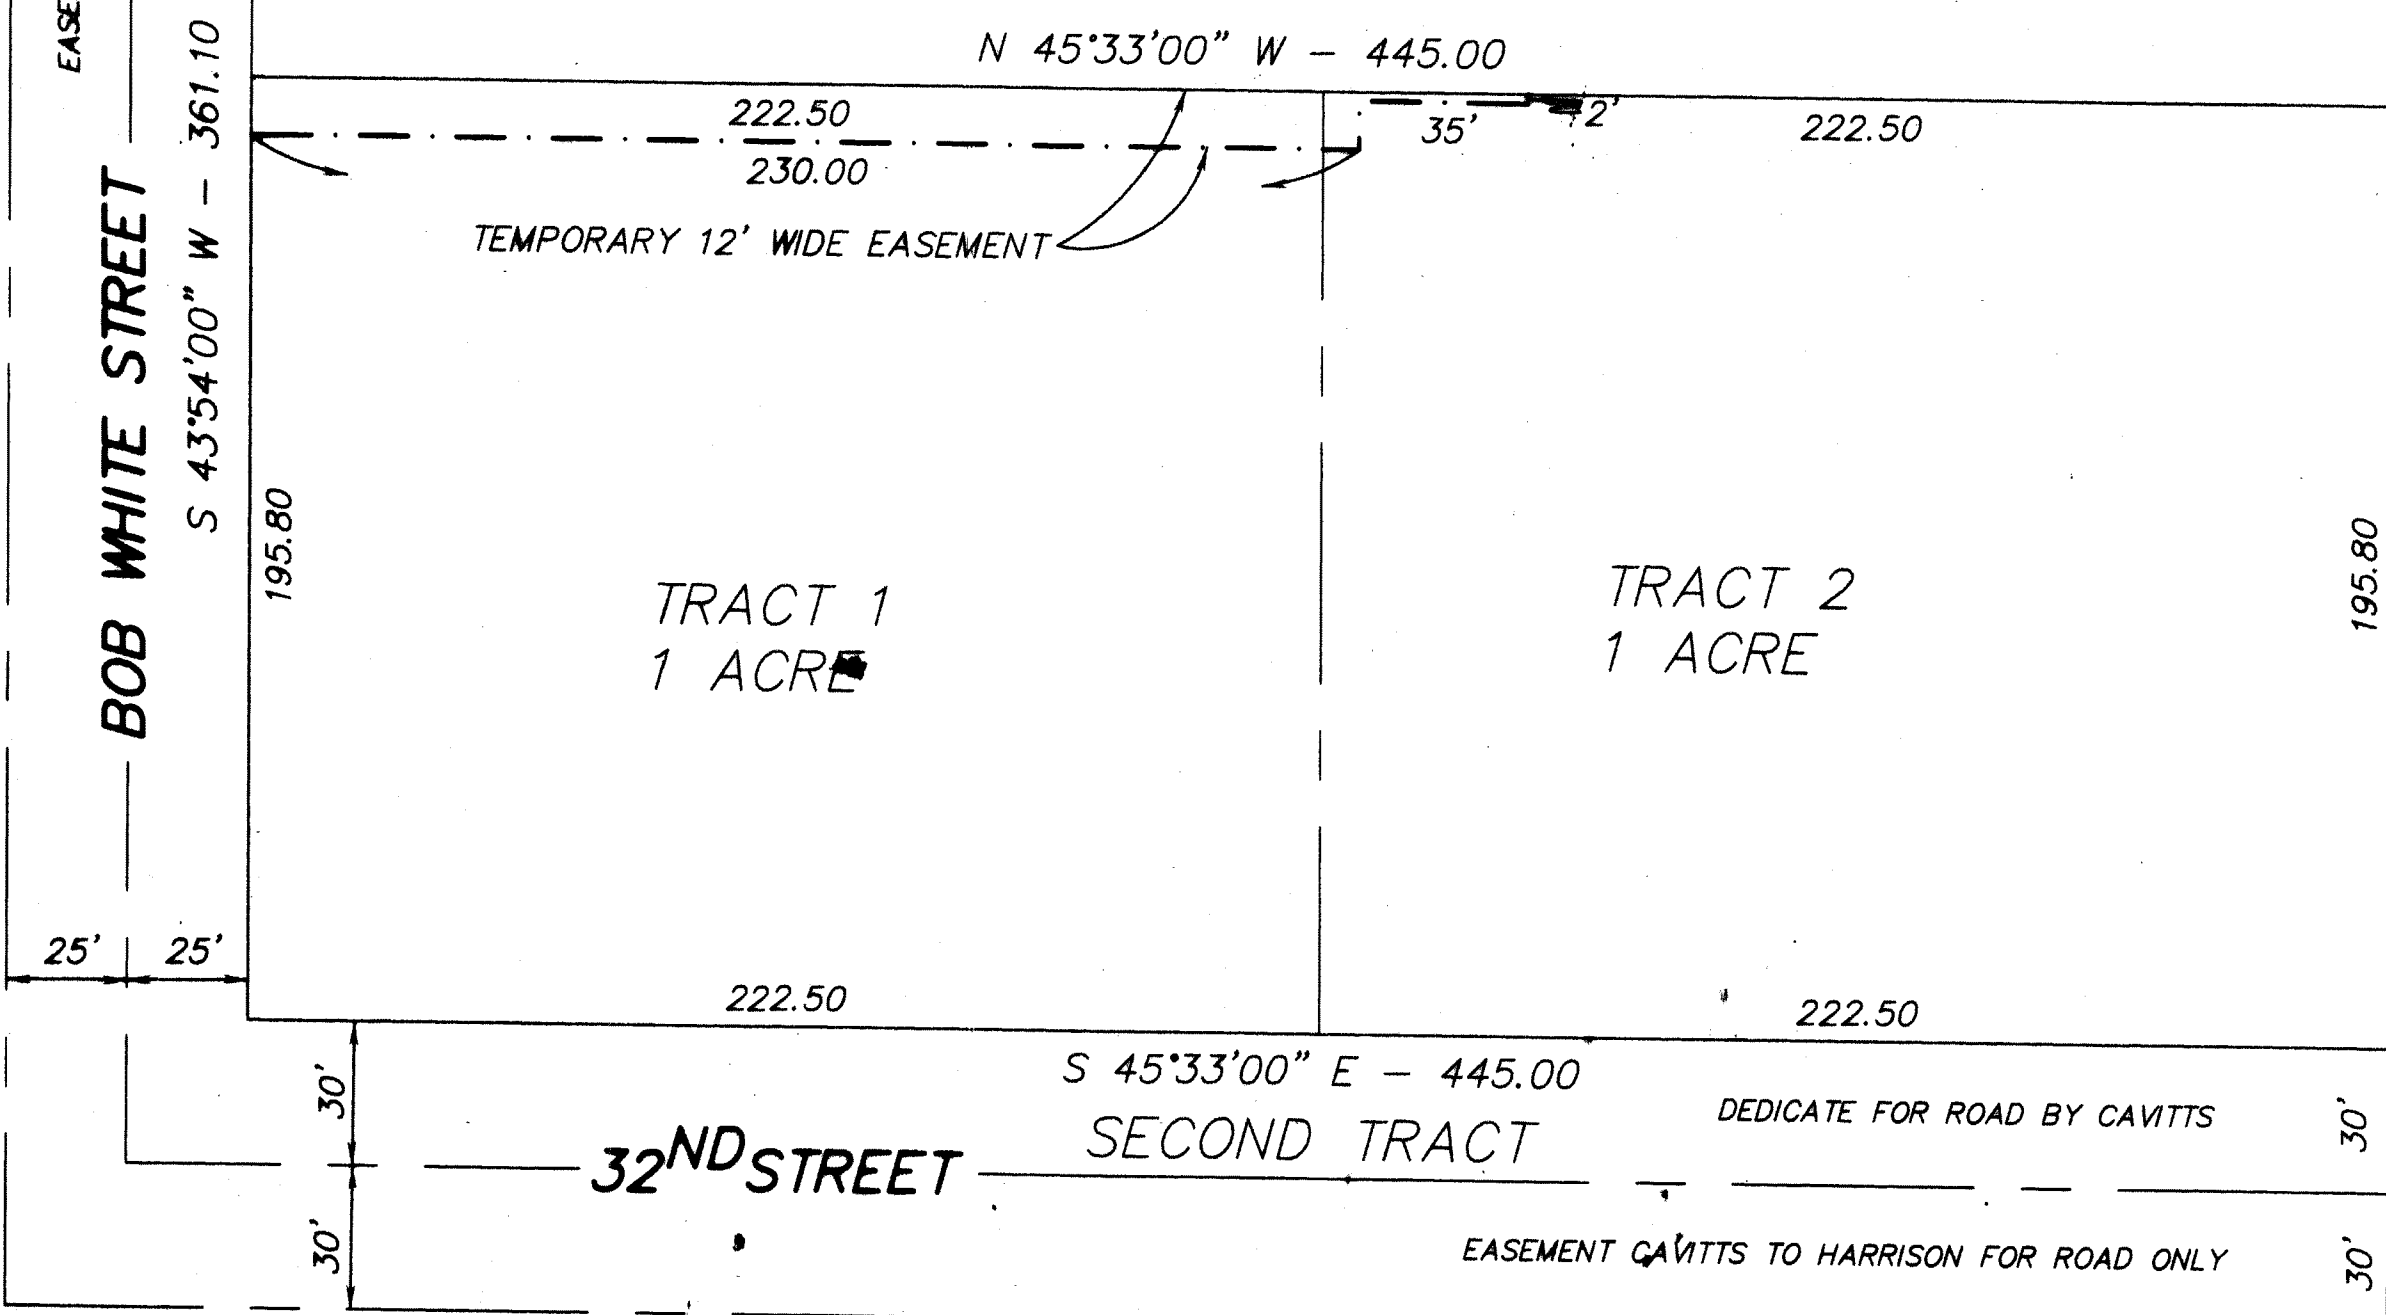 EASE
N 45°33'00" W - 445.00
S 43°54'00" W - 361.10
222.50
230.00
35'
2'
222.50
TEMPORARY 12' WIDE EASEMENT
BOB WHITE STREET
195.80
TRACT 1
1 ACRE
TRACT 2
1 ACRE
195.80
25'
25'
222.50
222.50
S 45°33'00" E - 445.00
30'
SECOND TRACT
DEDICATE FOR ROAD BY CAVITTS
30'
32ND STREET
30'
EASEMENT CAVITTS TO HARRISON FOR ROAD ONLY
30'